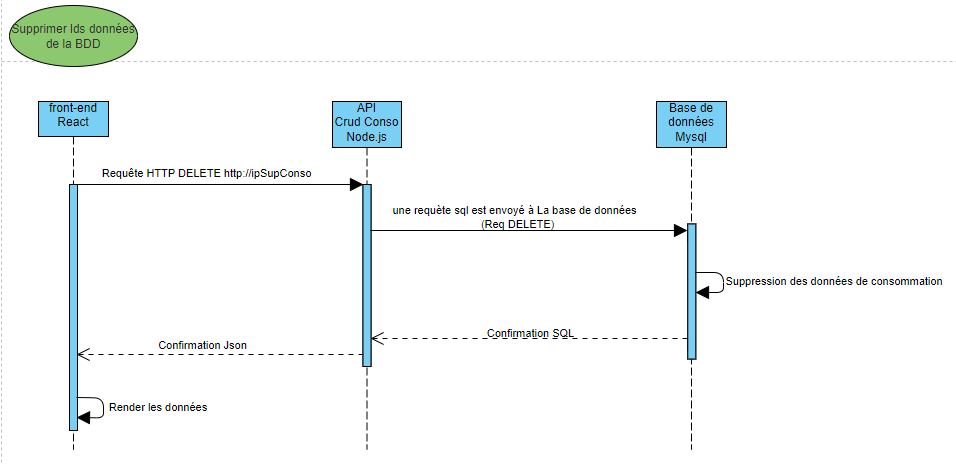 Supprimer lds données
de la BDD
front-end
React
API
Crud Conso
Node.js
Base de
données
Mysql
Requête HTTP DELETE http://ipSupConso
une requète sql est envoyé à La base de données
(Req DELETE)
Suppression des données de consommation
Confirmation SQL
Confirmation Json
Render les données